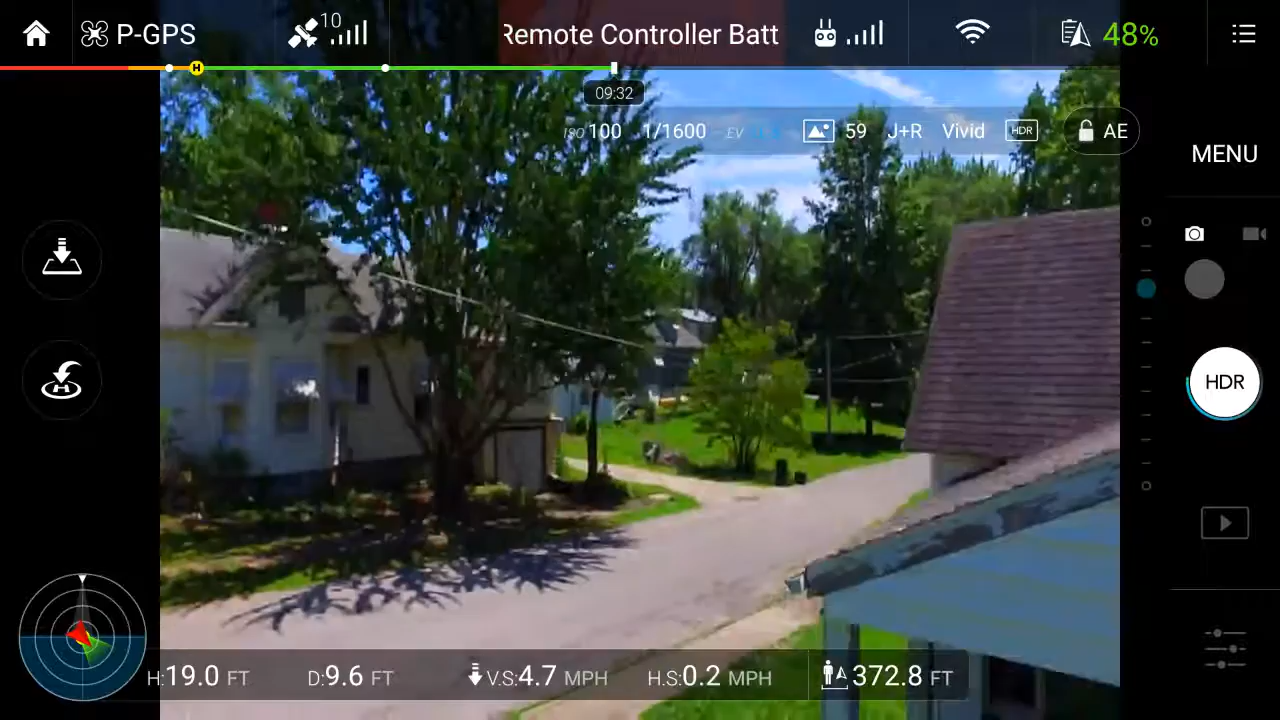 P-GPS
10
Remote Controller Batt
48%
H
09:32
ISO 100 1/1600 EV 59 J+R Vivid HDR AE
MENU
HDR
H
H:19.0 FT D:9.6 FT V.S:4.7 MPH H.S:0.2 MPH 372.8 FT